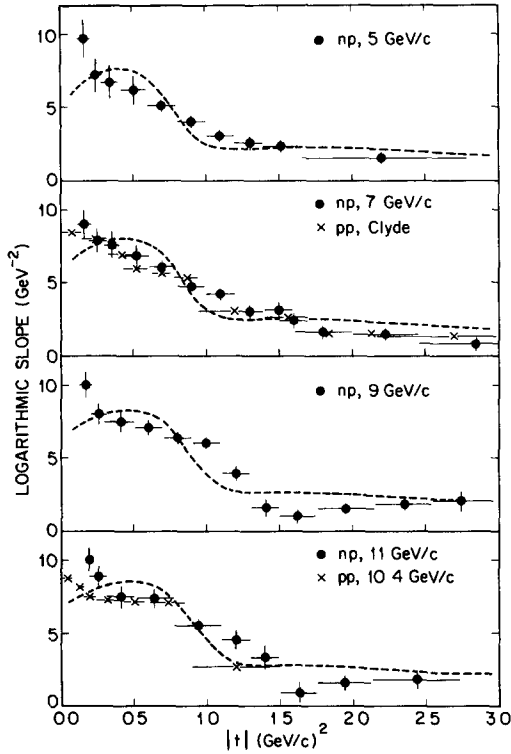 10
np, 5 GeV/c
5
0
10
np, 7 GeV/c
× pp, Clyde
5
0
10
np, 9 GeV/c
5
0
10
np, 11 GeV/c
× pp, 10 4 GeV/c
5
0
0.0 0.5 1.0 1.5 2.0 2.5 3.0
|t| (GeV/c)²
LOGARITHMIC SLOPE (GeV⁻²)